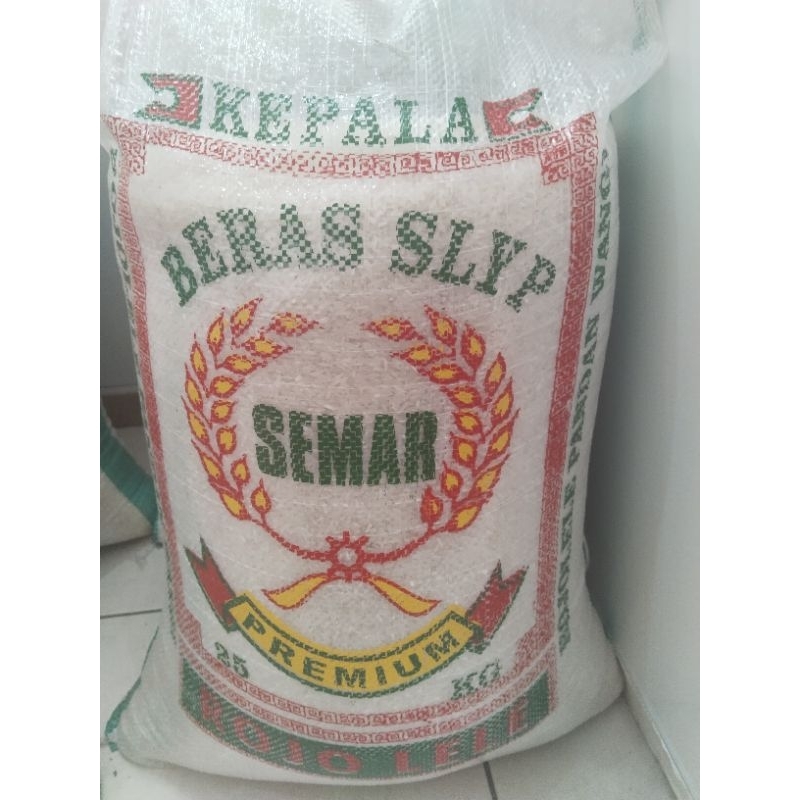 KEPALA
BERAS SLYP
SEMAR
PREMIUM
25 KG
ROJO LELE
ROJOLELE PANDAN WANGI